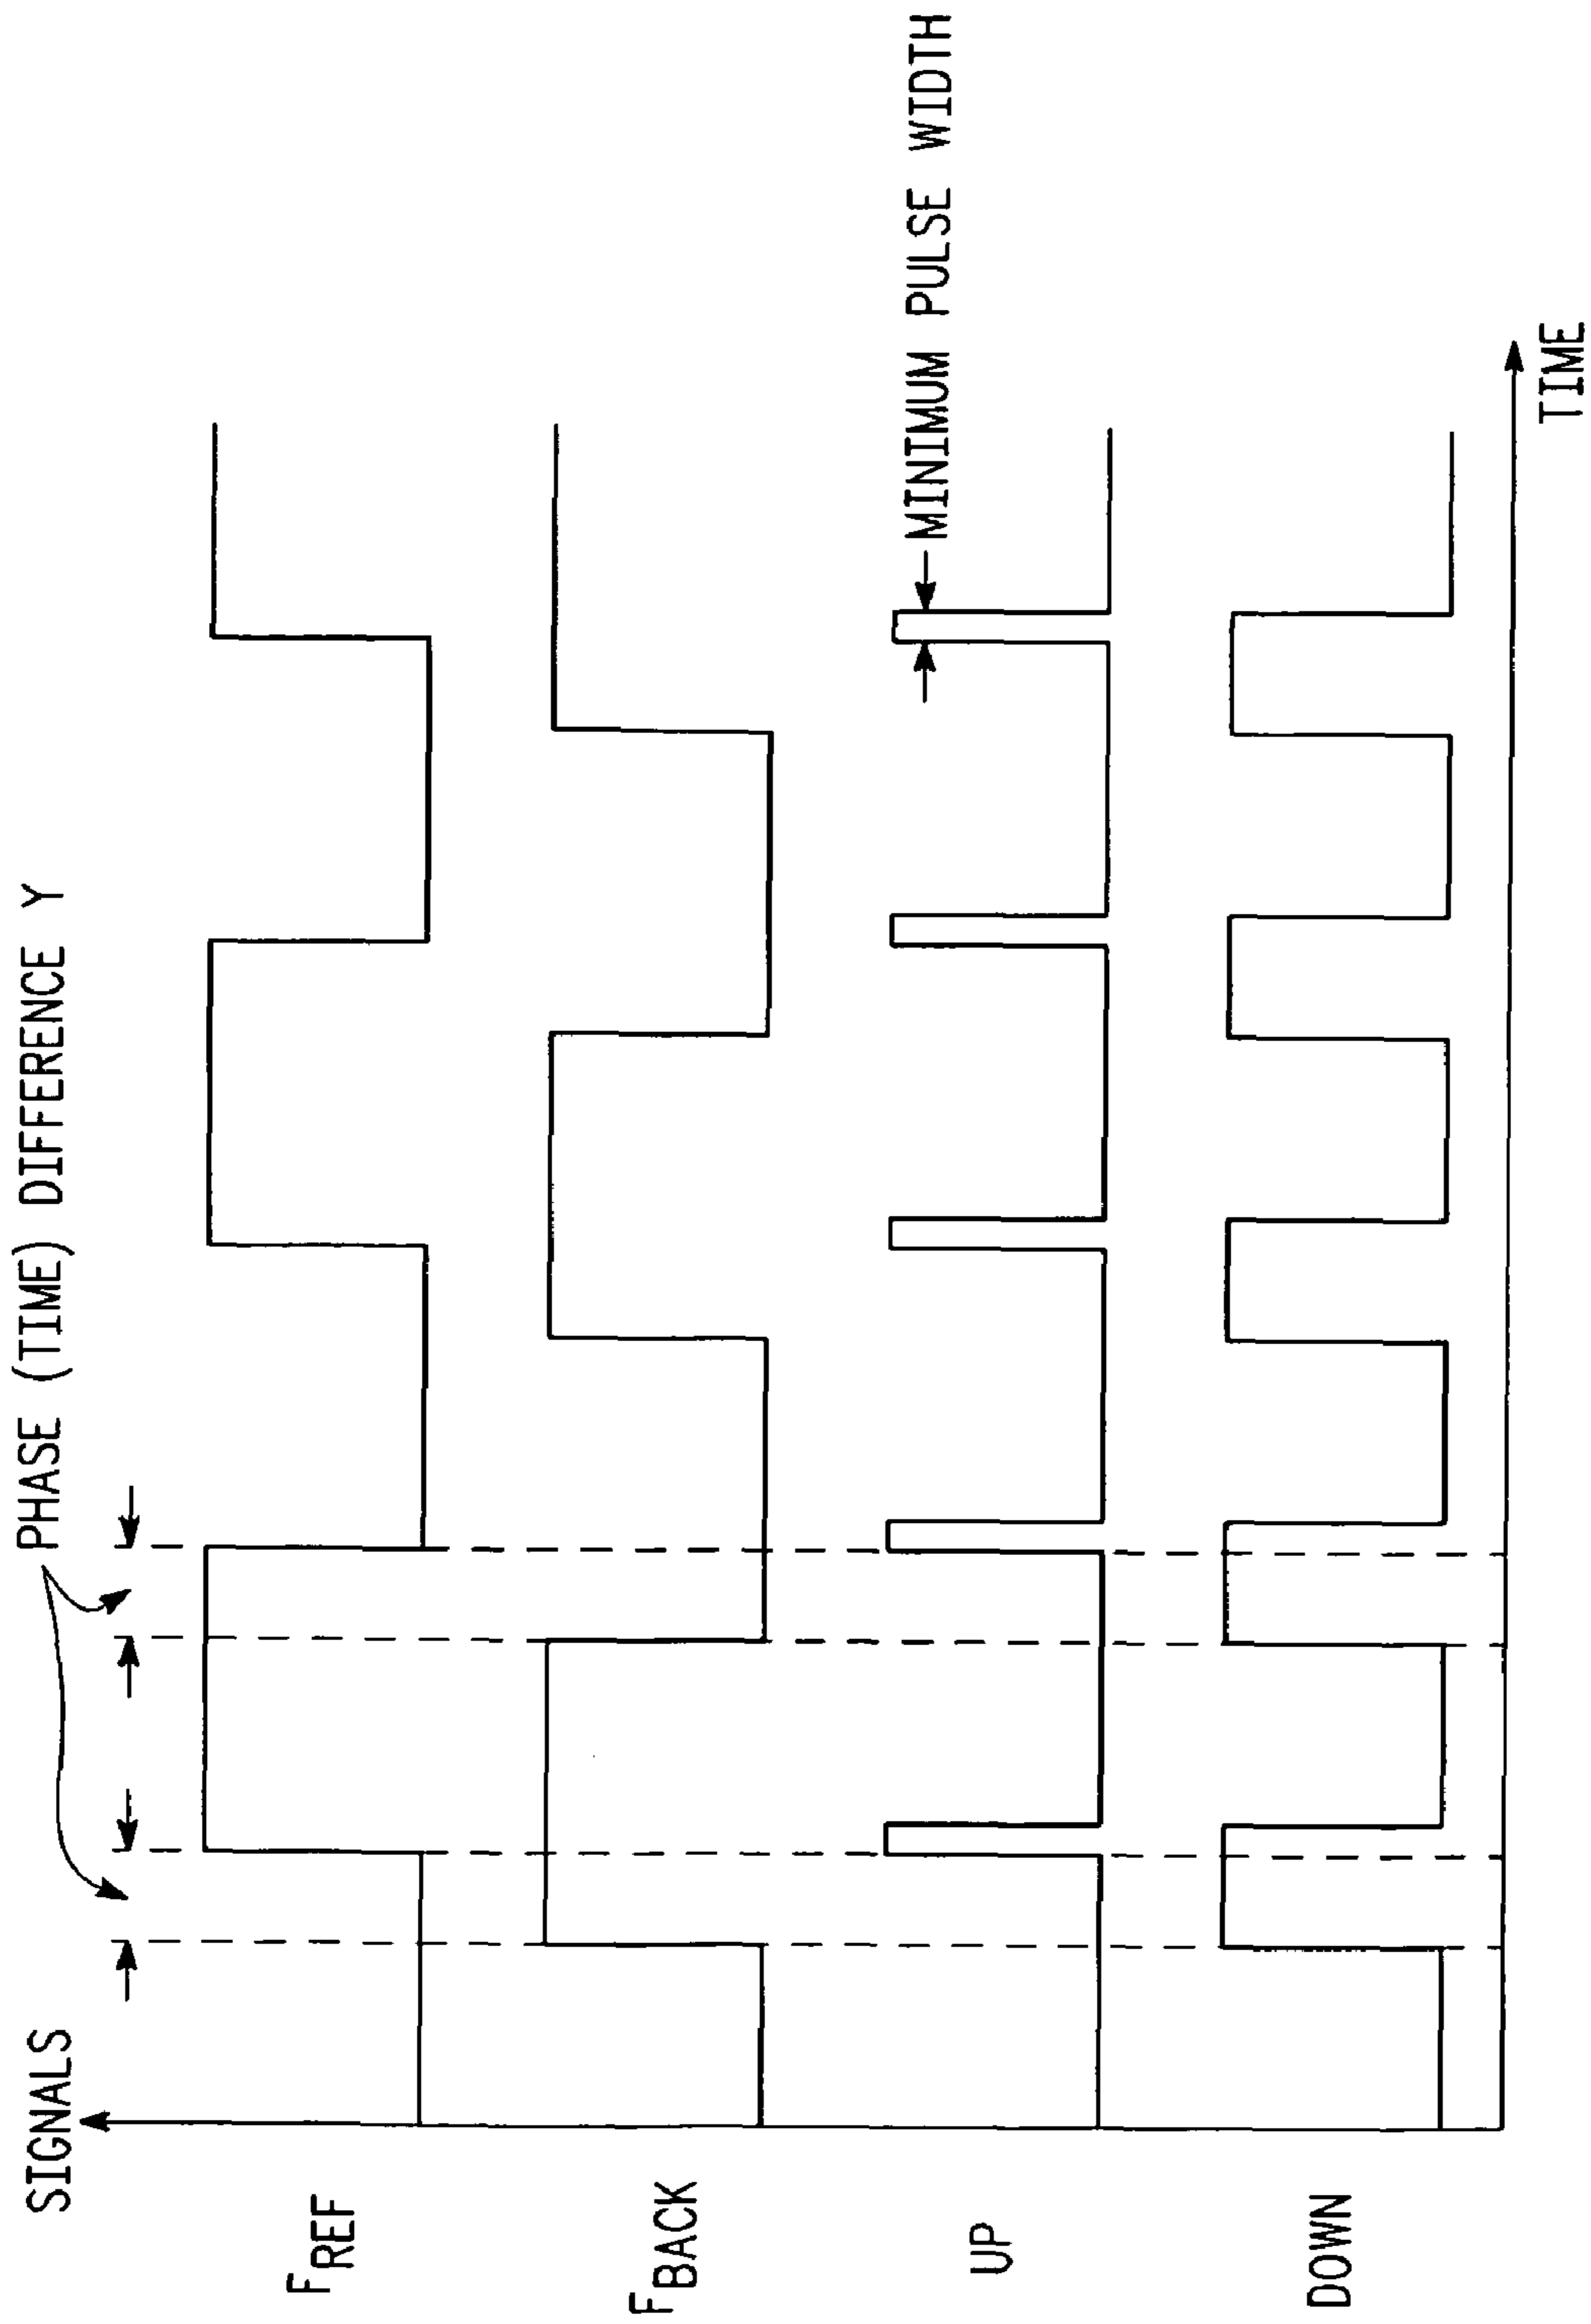 PHASE (TIME) DIFFERENCE Y
SIGNALS
FREF
FBACK
UP
MINIMUM PULSE WIDTH
DOWN
TIME